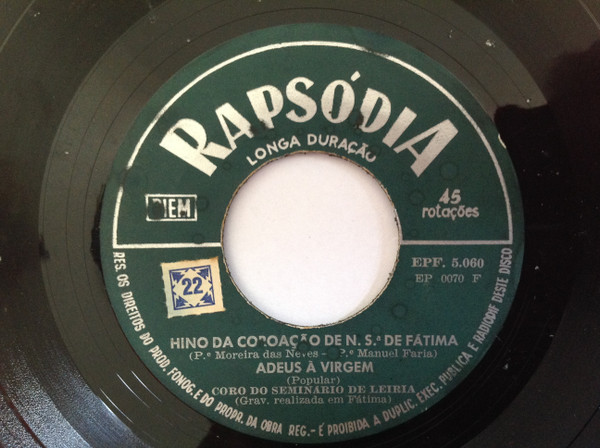 RAPSÓDIA
LONGA DURAÇÃO
BIEM
45
rotações
EPF. 5.060
EP 0070 F
22
HINO DA COROAÇÃO DE N. S.ª DE FÁTIMA
(P.e Moreira das Neves - P.e Manuel Faria)
ADEUS À VIRGEM
(Popular)
CORO DO SEMINÁRIO DE LEIRIA
(Grav. realizada em Fátima)
RES. OS DIREITOS DO PROD. FONOG. E DO PROPR. DA OBRA REG. - É PROIBIDA A DUPLIC. EXEC. PUBLICA E RADIODIF DESTE DISCO